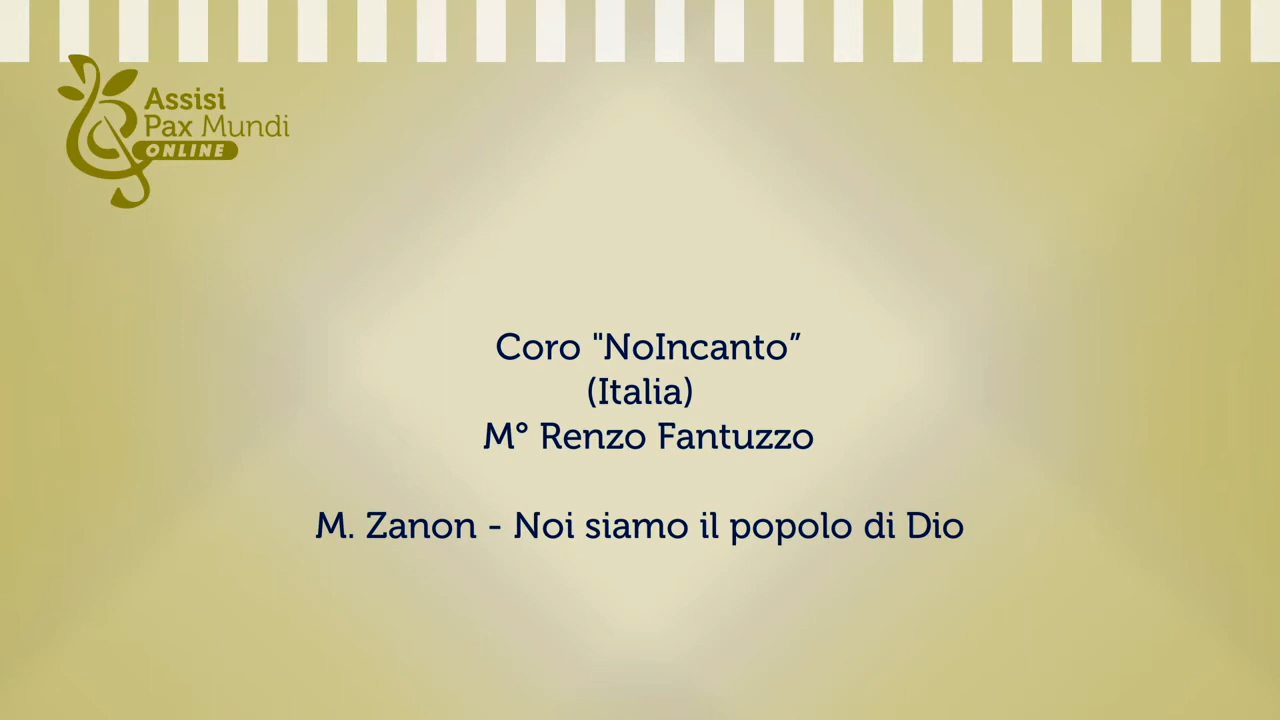 Assisi
Pax Mundi
ONLINE
Coro "NoIncanto”
(Italia)
M° Renzo Fantuzzo
M. Zanon - Noi siamo il popolo di Dio